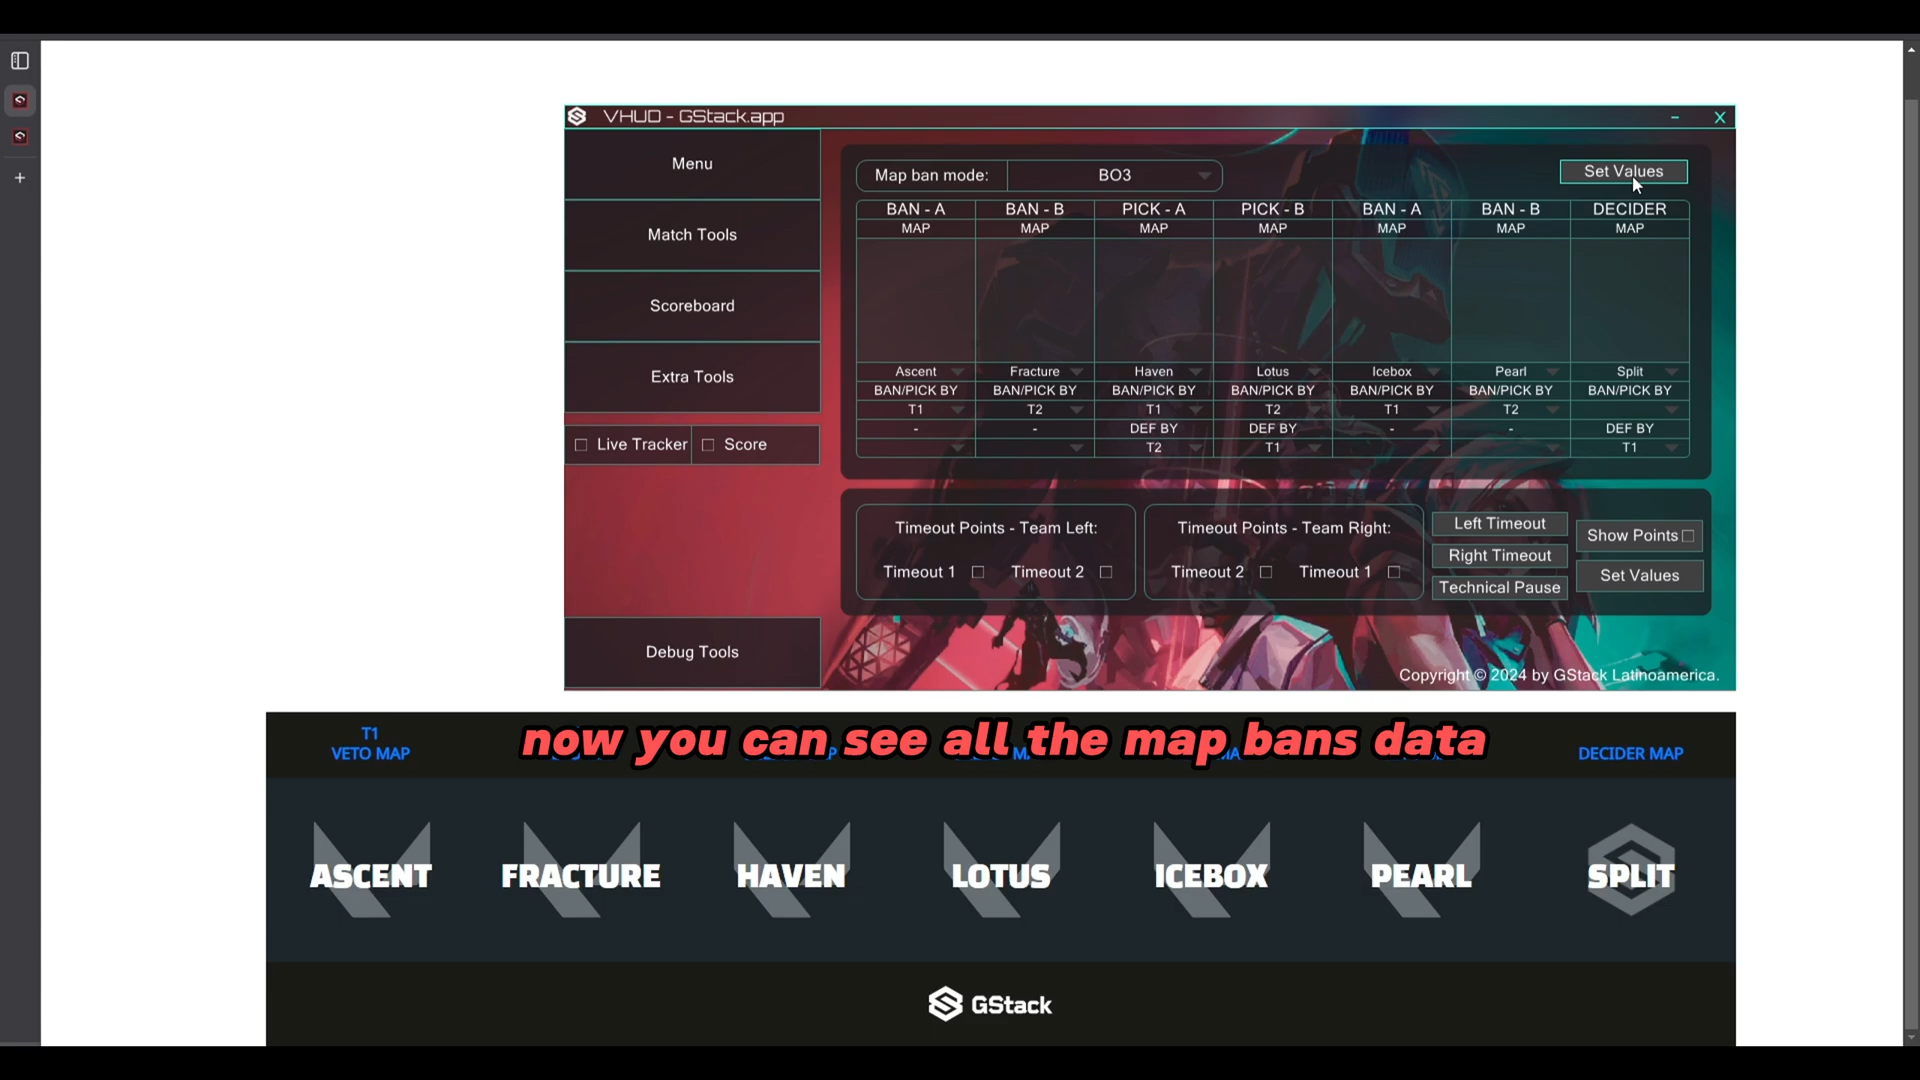 VHUD - GStack.app
Menu
Match Tools
Scoreboard
Extra Tools
Live Tracker
Score
Debug Tools
Map ban mode: BO3
Set Values
BAN - A BAN - B PICK - A PICK - B BAN - A BAN - B DECIDER
MAP MAP MAP MAP MAP MAP MAP
Ascent Fracture Haven Lotus Icebox Pearl Split
BAN/PICK BY BAN/PICK BY BAN/PICK BY BAN/PICK BY BAN/PICK BY BAN/PICK BY BAN/PICK BY
T1 T2 T1 T2 T1 T2
- - DEF BY DEF BY - - DEF BY
T2 T1 T1
Timeout Points - Team Left:
Timeout 1 Timeout 2
Timeout Points - Team Right:
Timeout 2 Timeout 1
Left Timeout
Right Timeout
Technical Pause
Show Points
Set Values
Copyright © 2024 by GStack Latinoamerica.
now you can see all the map bans data
T1
VETO MAP
DECIDER MAP
ASCENT FRACTURE HAVEN LOTUS ICEBOX PEARL SPLIT
GStack